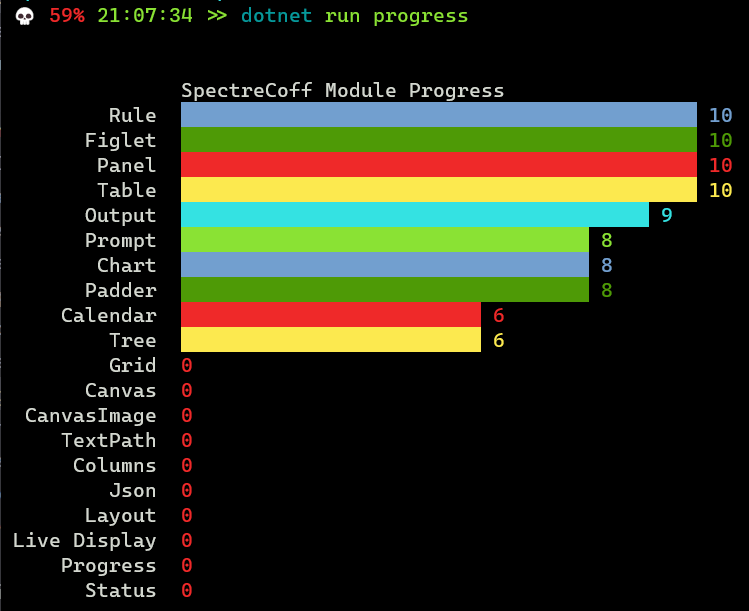 59% 21:07:34 >> dotnet run progress
SpectreCoff Module Progress
Rule 10
Figlet 10
Panel 10
Table 10
Output 9
Prompt 8
Chart 8
Padder 8
Calendar 6
Tree 6
Grid 0
Canvas 0
CanvasImage 0
TextPath 0
Columns 0
Json 0
Layout 0
Live Display 0
Progress 0
Status 0